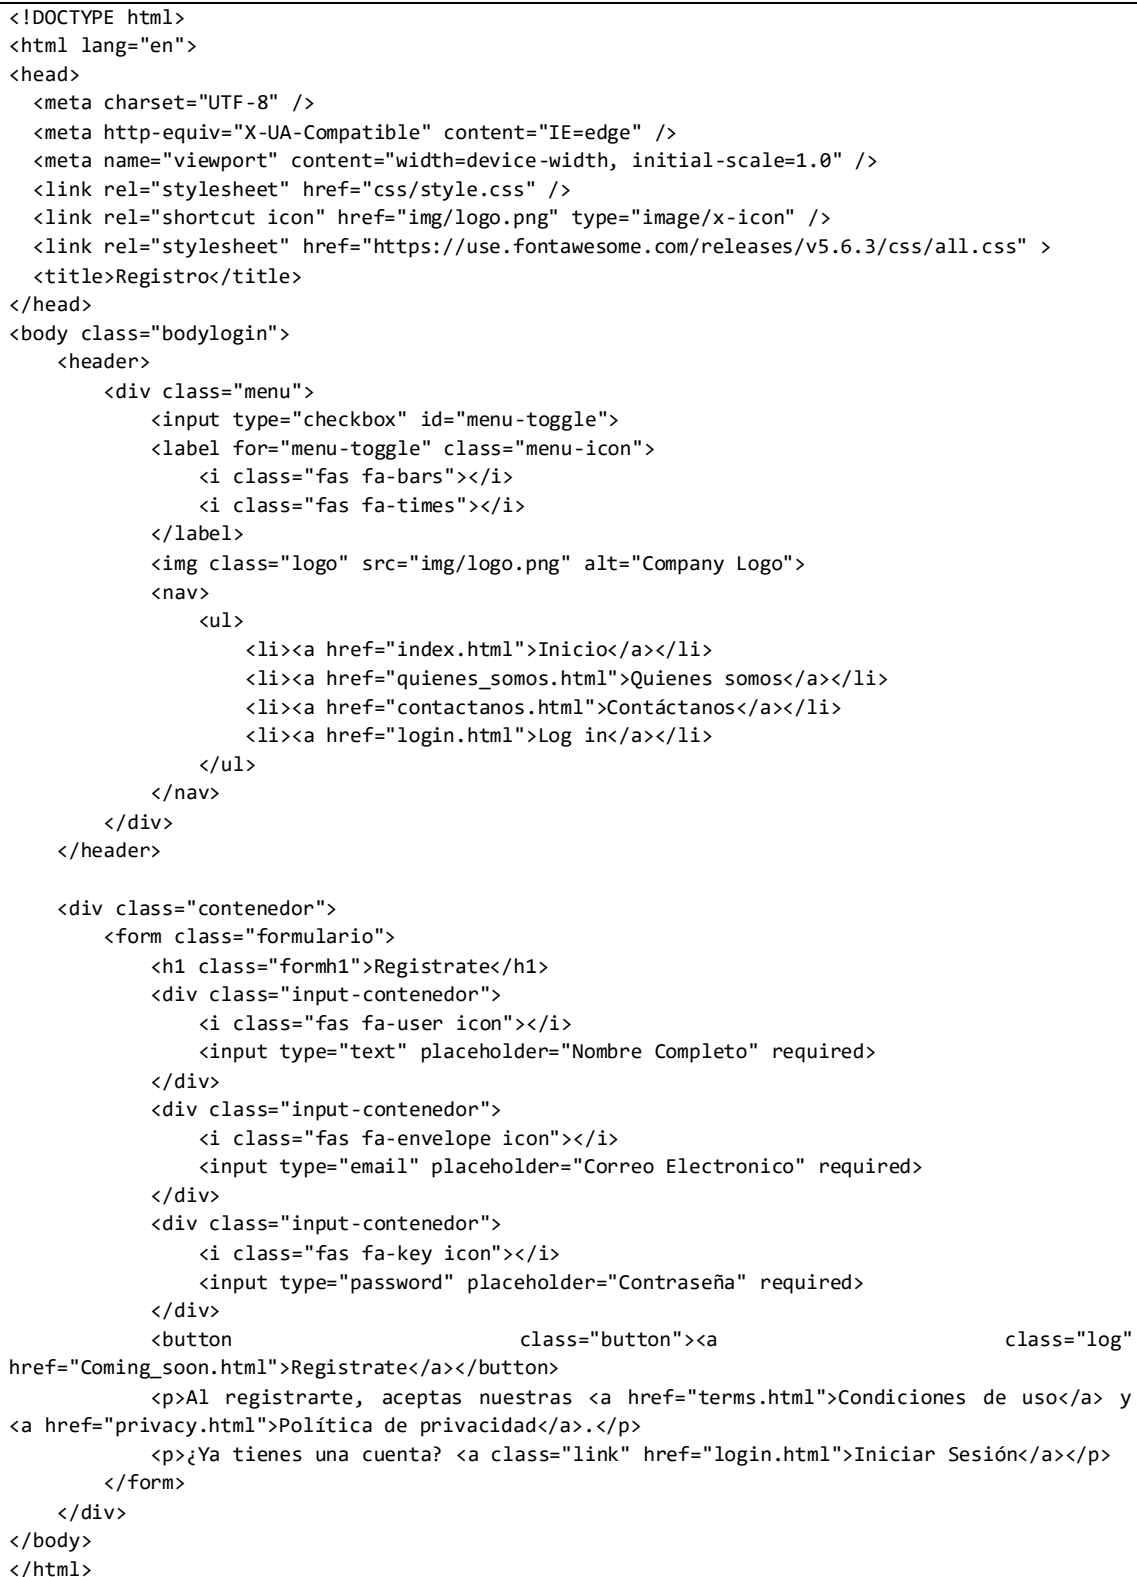 <!DOCTYPE html>
<html lang="en">
<head>
  <meta charset="UTF-8" />
  <meta http-equiv="X-UA-Compatible" content="IE=edge" />
  <meta name="viewport" content="width=device-width, initial-scale=1.0" />
  <link rel="stylesheet" href="css/style.css" />
  <link rel="shortcut icon" href="img/logo.png" type="image/x-icon" />
  <link rel="stylesheet" href="https://use.fontawesome.com/releases/v5.6.3/css/all.css" >
  <title>Registro</title>
</head>
<body class="bodylogin">
    <header>
        <div class="menu">
            <input type="checkbox" id="menu-toggle">
            <label for="menu-toggle" class="menu-icon">
                <i class="fas fa-bars"></i>
                <i class="fas fa-times"></i>
            </label>
            <img class="logo" src="img/logo.png" alt="Company Logo">
            <nav>
                <ul>
                    <li><a href="index.html">Inicio</a></li>
                    <li><a href="quienes_somos.html">Quienes somos</a></li>
                    <li><a href="contactanos.html">Contáctanos</a></li>
                    <li><a href="login.html">Log in</a></li>
                </ul>
            </nav>
        </div>
    </header>

    <div class="contenedor">
        <form class="formulario">
            <h1 class="formh1">Registrate</h1>
            <div class="input-contenedor">
                <i class="fas fa-user icon"></i>
                <input type="text" placeholder="Nombre Completo" required>
            </div>
            <div class="input-contenedor">
                <i class="fas fa-envelope icon"></i>
                <input type="email" placeholder="Correo Electronico" required>
            </div>
            <div class="input-contenedor">
                <i class="fas fa-key icon"></i>
                <input type="password" placeholder="Contraseña" required>
            </div>
            <button class="button"><a class="log"
href="Coming_soon.html">Registrate</a></button>
            <p>Al registrarte, aceptas nuestras <a href="terms.html">Condiciones de uso</a> y
<a href="privacy.html">Política de privacidad</a>.</p>
            <p>¿Ya tienes una cuenta? <a class="link" href="login.html">Iniciar Sesión</a></p>
        </form>
    </div>
</body>
</html>